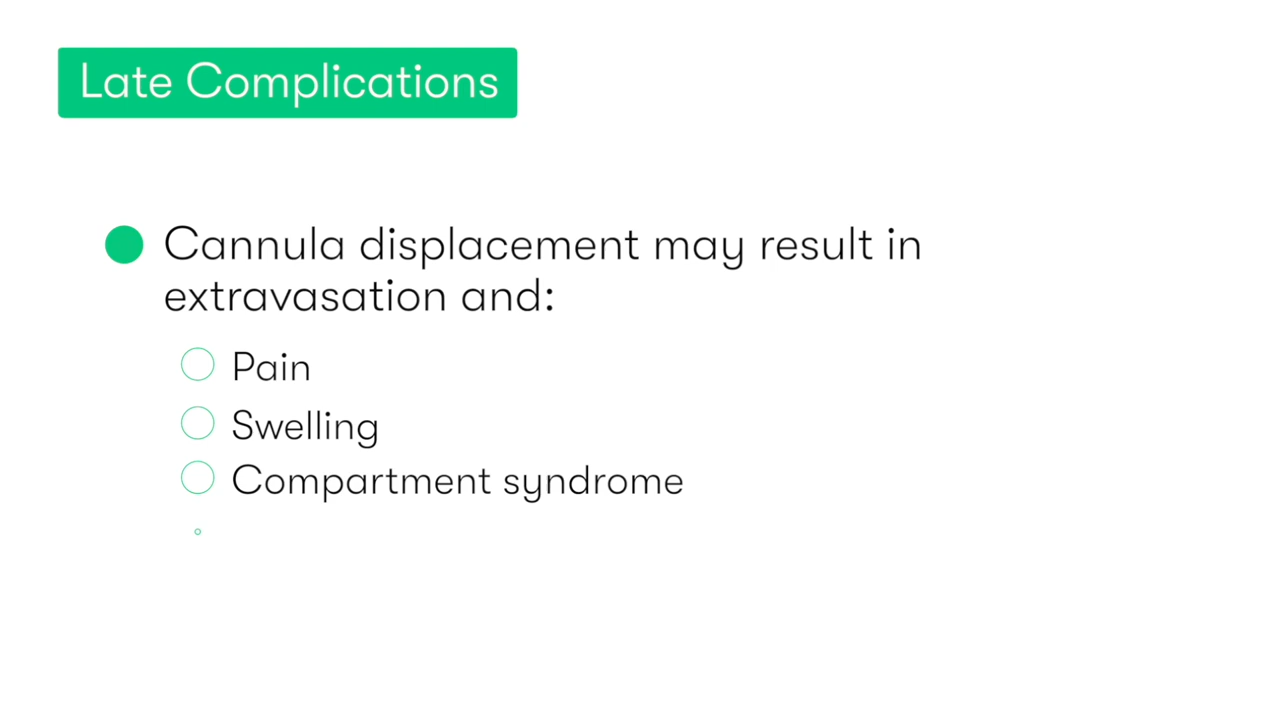 Late Complications
Cannula displacement may result in
extravasation and:
Pain
Swelling
Compartment syndrome